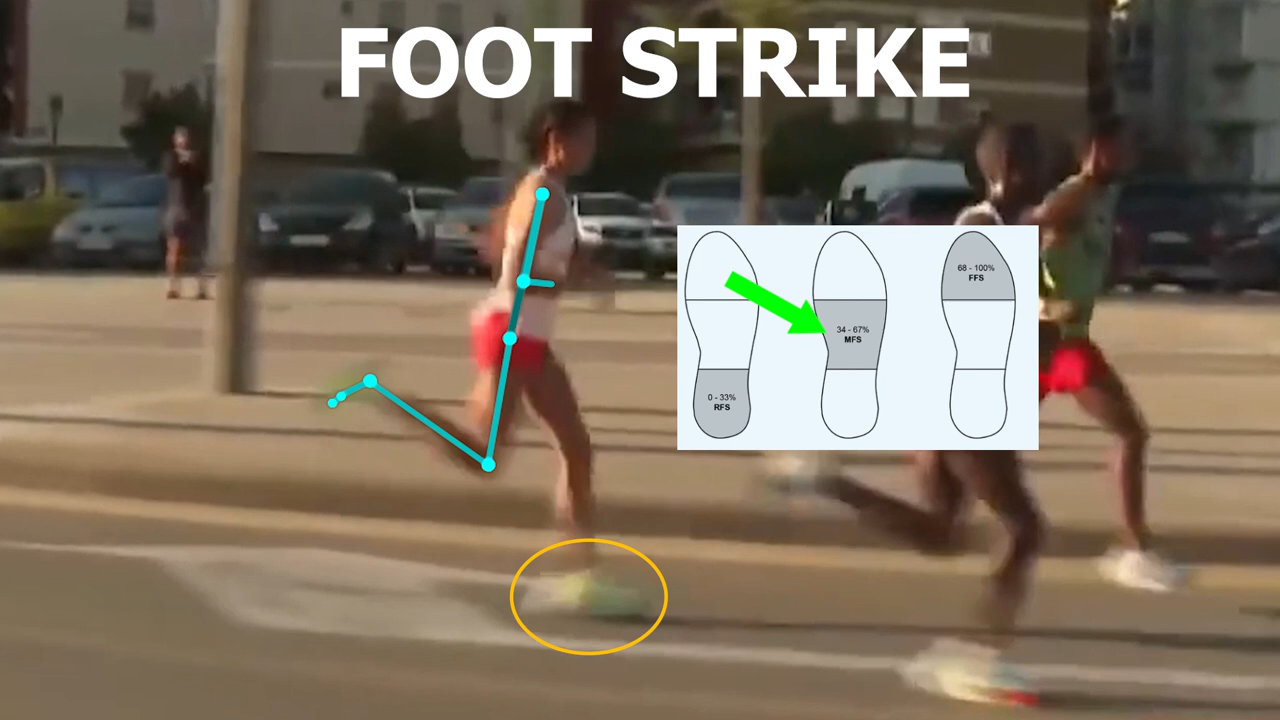 FOOT STRIKE
68 - 100%
FFS
34 - 67%
MFS
0 - 33%
RFS